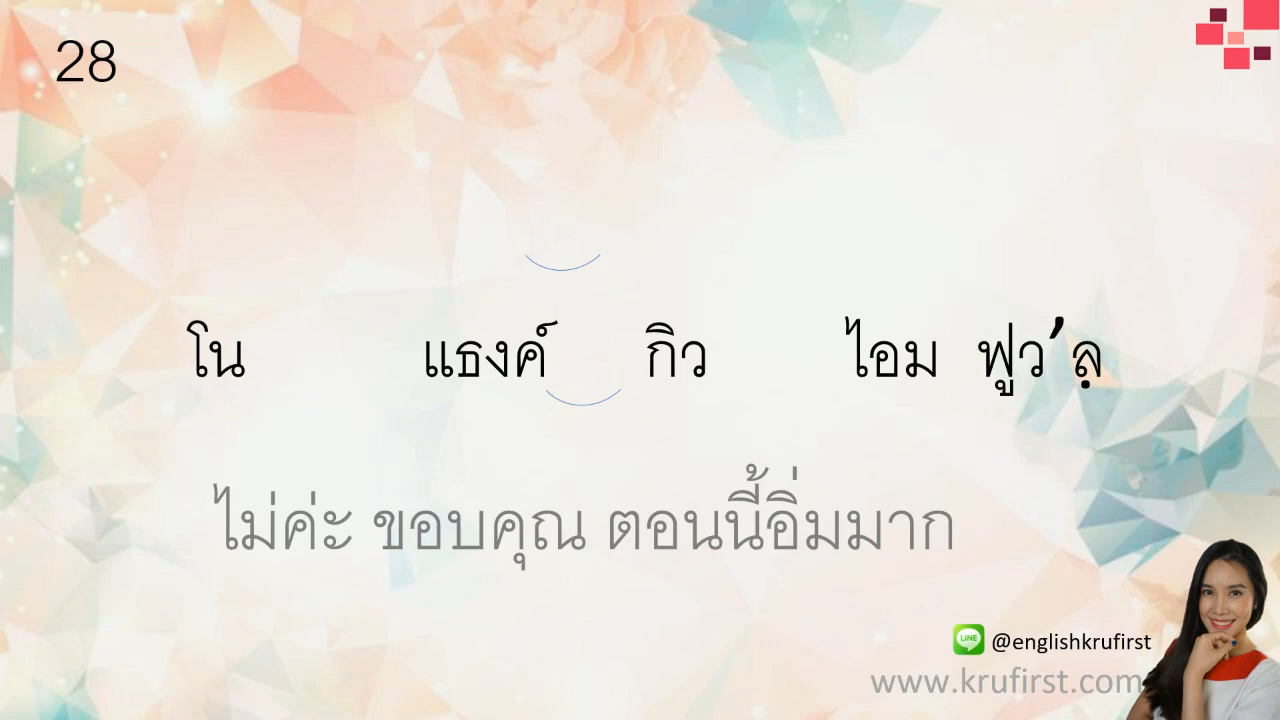 28
โน แธงค์ กิว ไอม ฟูว’ลฺ
ไม่ค่ะ ขอบคุณ ตอนนี้อิ่มมาก
LINE @englishkrufirst
www.krufirst.com